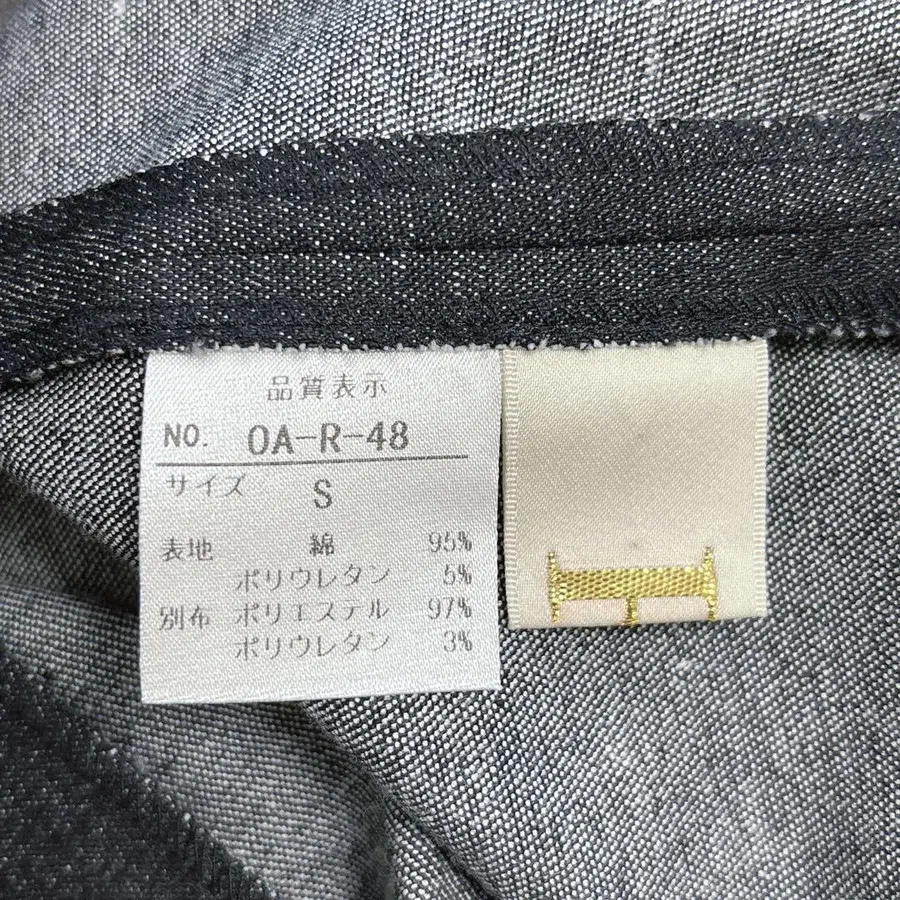 品質表示
NO. OA-R-48
サイズ S
表地 綿 95%
ポリウレタン 5%
別布 ポリエステル 97%
ポリウレタン 3%